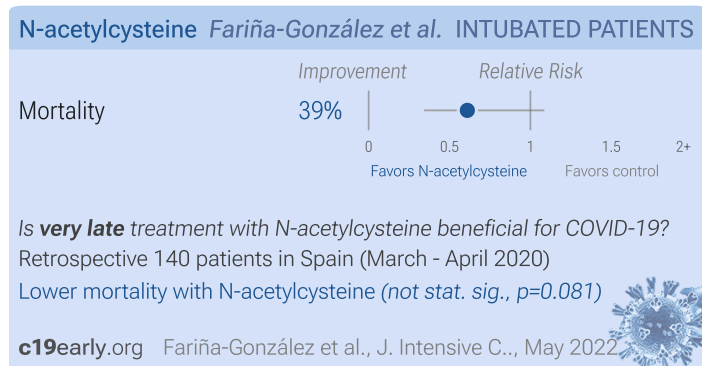 N-acetylcysteine Fariña-González et al. INTUBATED PATIENTS
Improvement Relative Risk
Mortality 39%
0 0.5 1 1.5 2+
Favors N-acetylcysteine Favors control
Is very late treatment with N-acetylcysteine beneficial for COVID-19?
Retrospective 140 patients in Spain (March - April 2020)
Lower mortality with N-acetylcysteine (not stat. sig., p=0.081)
c19early.org Fariña-González et al., J. Intensive C.., May 2022